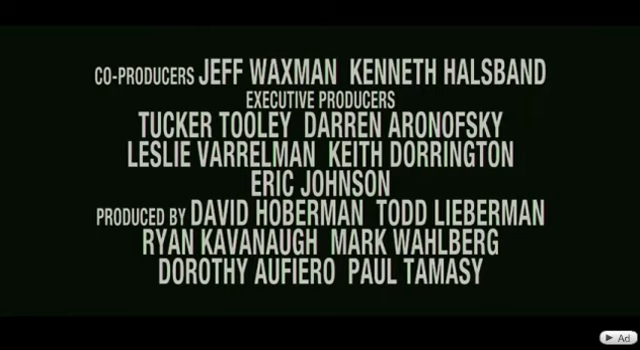 CO-PRODUCERS JEFF WAXMAN KENNETH HALSBAND
EXECUTIVE PRODUCERS
TUCKER TOOLEY DARREN ARONOFSKY
LESLIE VARRELMAN KEITH DORRINGTON
ERIC JOHNSON
PRODUCED BY DAVID HOBERMAN TODD LIEBERMAN
RYAN KAVANAUGH MARK WAHLBERG
DOROTHY AUFIERO PAUL TAMASY
Ad